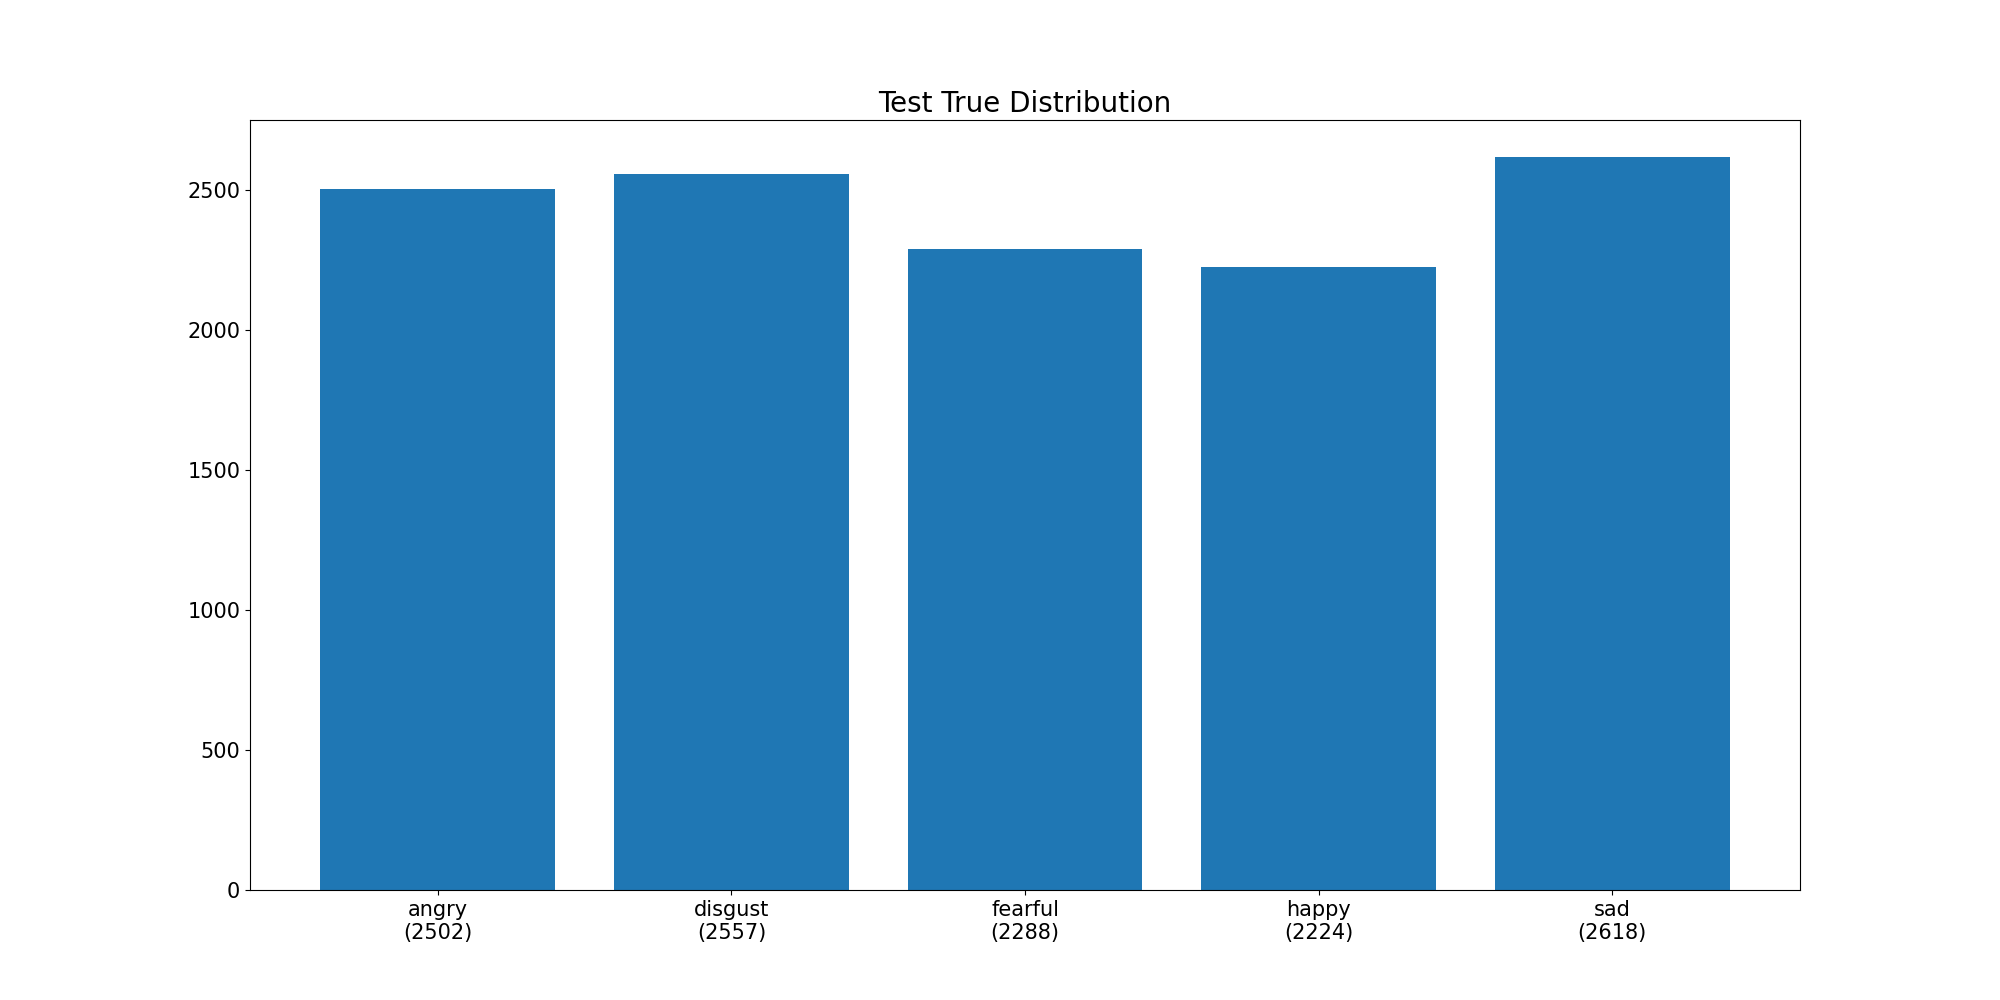 Test True Distribution
2500
2000
1500
1000
500
0
angry
(2502)
disgust
(2557)
fearful
(2288)
happy
(2224)
sad
(2618)